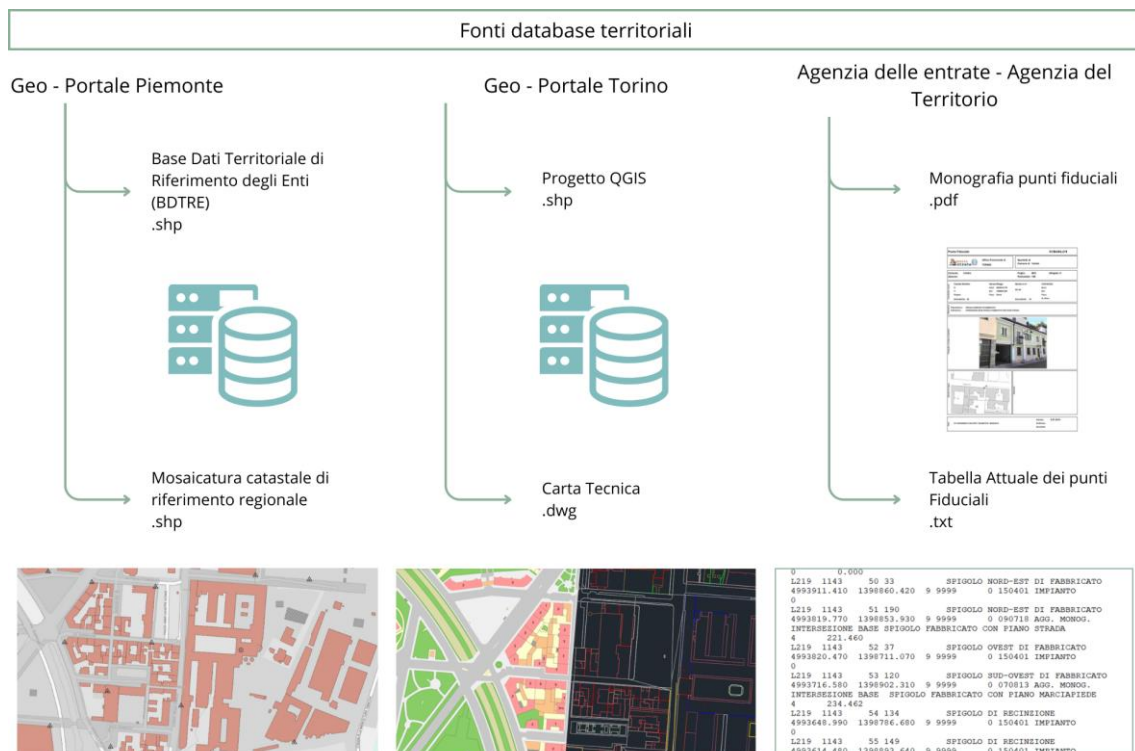 Fonti database territoriali
Geo - Portale Piemonte
Base Dati Territoriale di
Riferimento degli Enti
(BDTRE)
.shp
Mosaicatura catastale di
riferimento regionale
.shp
Geo - Portale Torino
Progetto QGIS
.shp
Carta Tecnica
.dwg
Agenzia delle entrate - Agenzia del
Territorio
Monografia punti fiduciali
.pdf
Tabella Attuale dei punti
Fiduciali
.txt
0 0.000
L219 1143 50 33 SPIGOLO NORD-EST DI FABBRICATO
4993911.410 1398860.420 9 9999 0 150401 IMPIANTO
0
L219 1143 51 190 SPIGOLO NORD-EST DI FABBRICATO
4993819.770 1398853.930 9 9999 0 090718 AGG. MONOG.
INTERSEZIONE BASE SPIGOLO FABBRICATO CON PIANO STRADA
4 221.460
L219 1143 52 37 SPIGOLO OVEST DI FABBRICATO
4993820.470 1398711.070 9 9999 0 150401 IMPIANTO
0
L219 1143 53 120 SPIGOLO SUD-OVEST DI FABBRICATO
4993716.580 1398902.310 9 9999 0 070813 AGG. MONOG.
INTERSEZIONE BASE SPIGOLO FABBRICATO CON PIANO MARCIAPIEDE
4 234.462
L219 1143 54 134 SPIGOLO DI RECINZIONE
4993648.990 1398786.680 9 9999 0 150401 IMPIANTO
0
L219 1143 55 149 SPIGOLO DI RECINZIONE